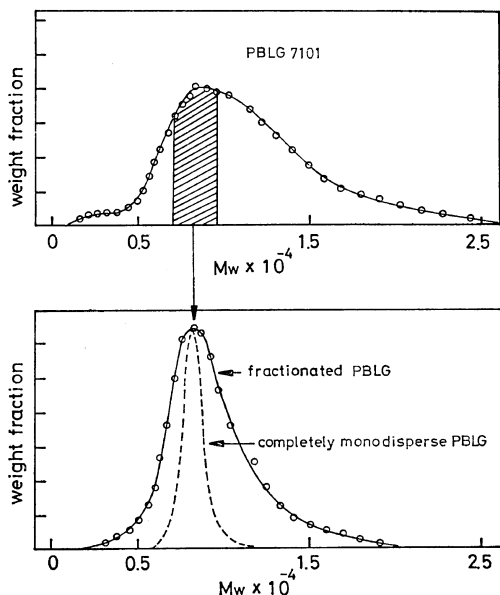 PBLG 7101
weight fraction
0 0.5 1.5 2.5
Mw x 10⁻⁴
fractionated PBLG
completely monodisperse PBLG
weight fraction
0 0.5 1.5 2.5
Mw x 10⁻⁴